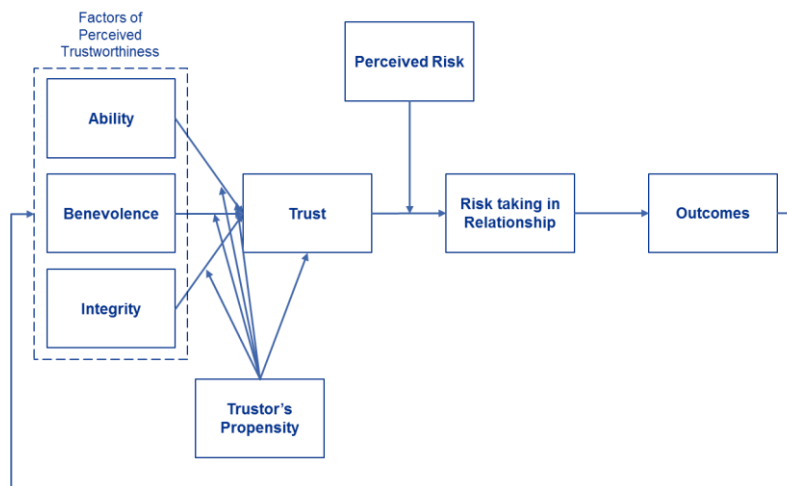 Factors of
Perceived
Trustworthiness
Ability
Benevolence
Integrity
Trust
Perceived Risk
Risk taking in
Relationship
Outcomes
Trustor's
Propensity